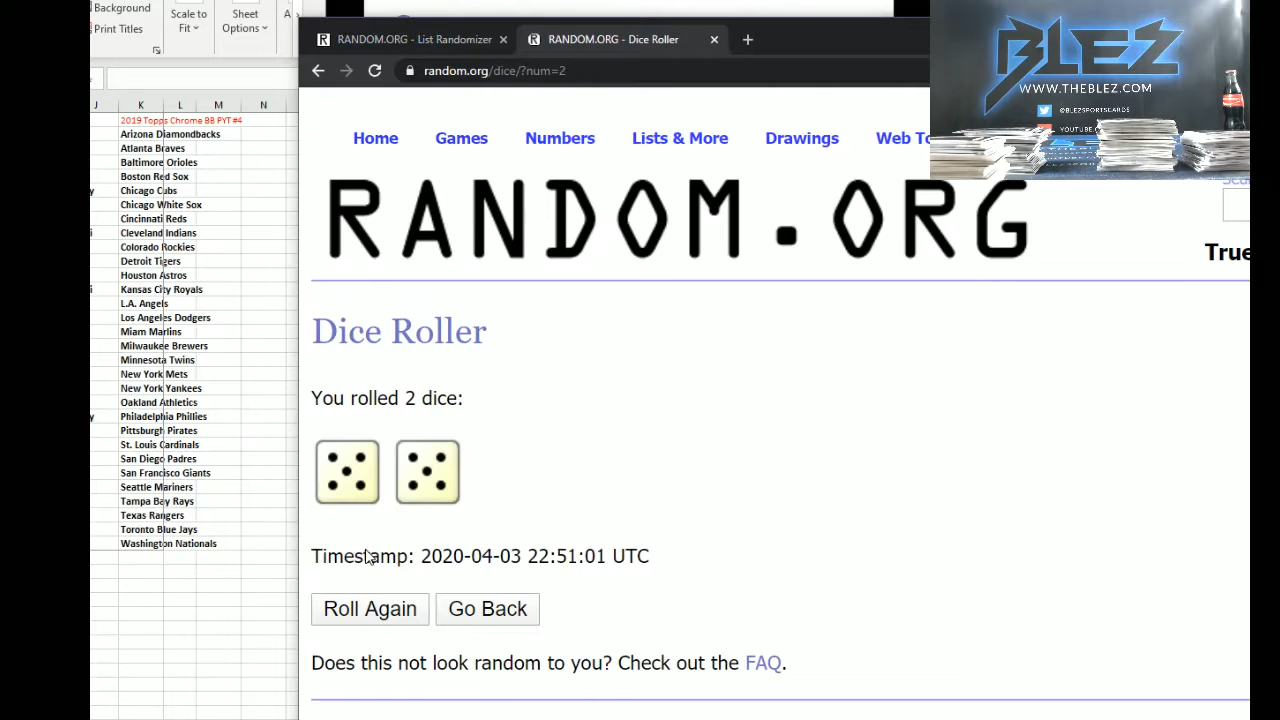 Background
Print Titles
Scale to
Fit
Sheet
Options
A
J K L M N
2019 Topps Chrome BB PYT #4
Arizona Diamondbacks
Atlanta Braves
Baltimore Orioles
Boston Red Sox
Chicago Cubs
Chicago White Sox
Cincinnati Reds
Cleveland Indians
Colorado Rockies
Detroit Tigers
Houston Astros
Kansas City Royals
L.A. Angels
Los Angeles Dodgers
Miam Marlins
Milwaukee Brewers
Minnesota Twins
New York Mets
New York Yankees
Oakland Athletics
Philadelphia Phillies
Pittsburgh Pirates
St. Louis Cardinals
San Diego Padres
San Francisco Giants
Seattle Mariners
Tampa Bay Rays
Texas Rangers
Toronto Blue Jays
Washington Nationals
RANDOM.ORG - List Randomizer
RANDOM.ORG - Dice Roller
random.org/dice/?num=2
BLEZ
WWW.THEBLEZ.COM
@BLEZSPORTSCARDS
YOUTUBE.
Home Games Numbers Lists & More Drawings Web To
RANDOM.ORG
True
Dice Roller
You rolled 2 dice:
Timestamp: 2020-04-03 22:51:01 UTC
Roll Again Go Back
Does this not look random to you? Check out the FAQ.